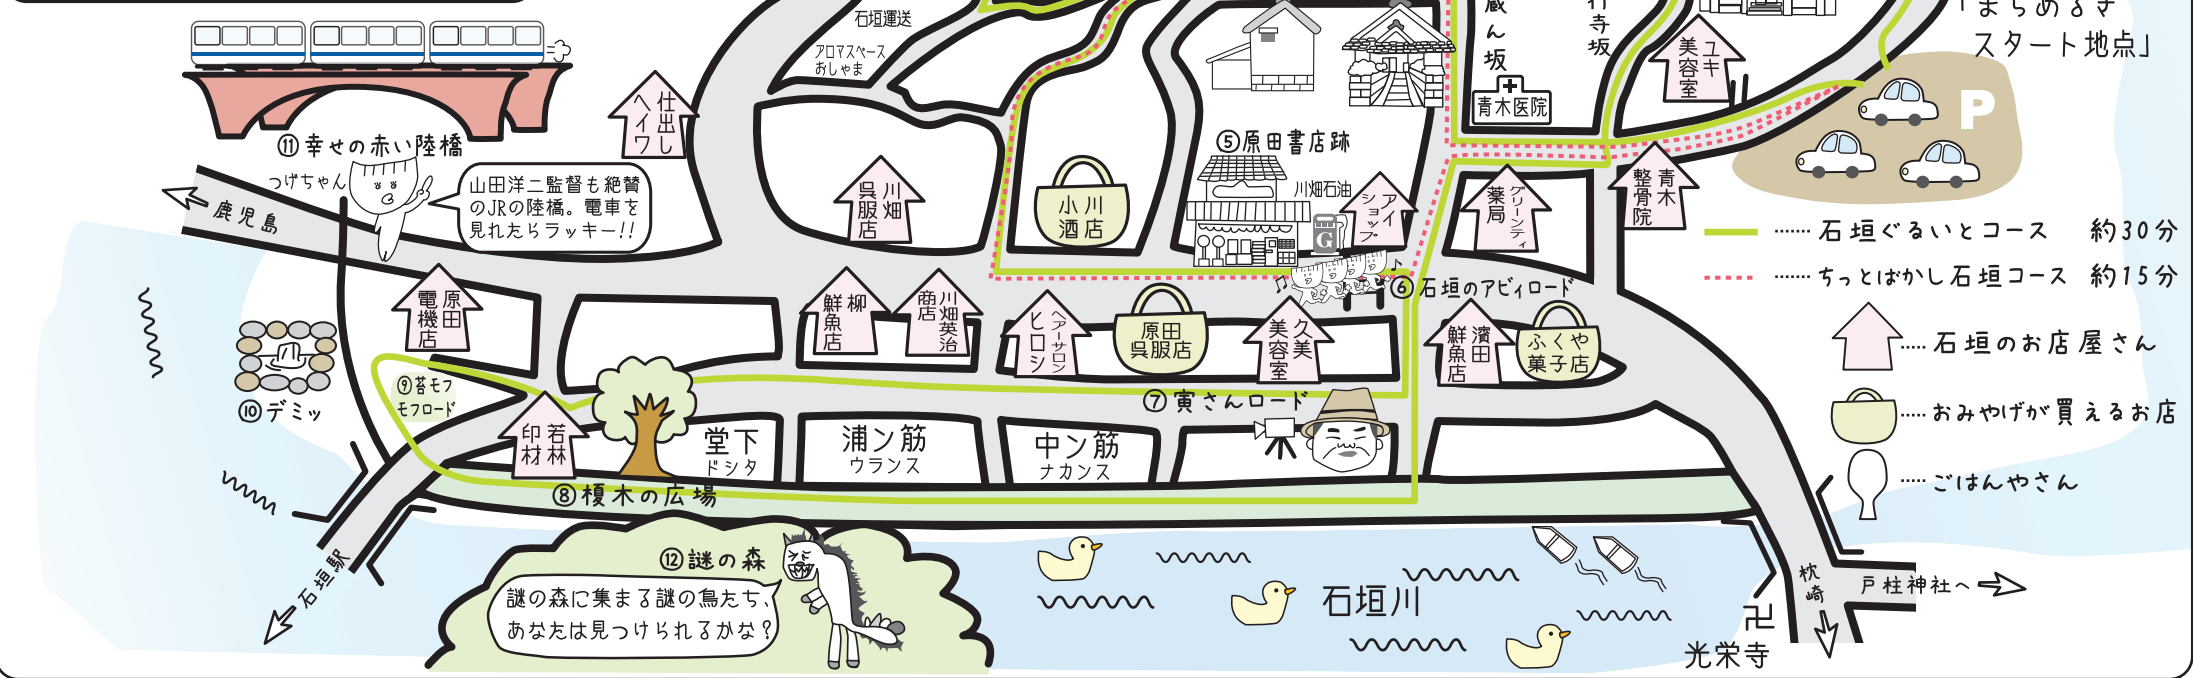 石垣運送
アロマスペース
おしゃま
蔵ん坂
行寺坂
「まちめぐり
スタート地点」
ユキ
美容室
青木医院
P
仕出し
ヘイワ
⑪幸せの赤い陸橋
つげちゃん
山田洋二監督も絶賛
のJRの陸橋。電車を
見れたらラッキー!!
鹿児島
川畑
呉服店
小川
酒店
⑤原田書店跡
川畑石油
G
アイ
ショップ
グリーンティ
薬局
青木
整骨院
石垣ぐるいとコース 約30分
ちっとばかし石垣コース 約15分
石垣のお店屋さん
おみやげが買えるお店
ごはんやさん
⑥石垣のアビィロード
原田
電機店
柳
鮮魚店
川畑英治
商店
ヘアーサロン
ヒロシ
原田
呉服店
久美
美容室
濱田
鮮魚店
ふくや
菓子店
⑨苔モフ
モフロード
⑩デミッ
若林
印材
堂下
ドシタ
浦ン筋
ウランス
中ン筋
ナカンス
⑦寅さんロード
⑧榎木の広場
石垣駅
⑫謎の森
謎の森に集まる謎の鳥たち、
あなたは見つけられるかな?
石垣川
枕崎
戸柱神社へ
卍
光栄寺